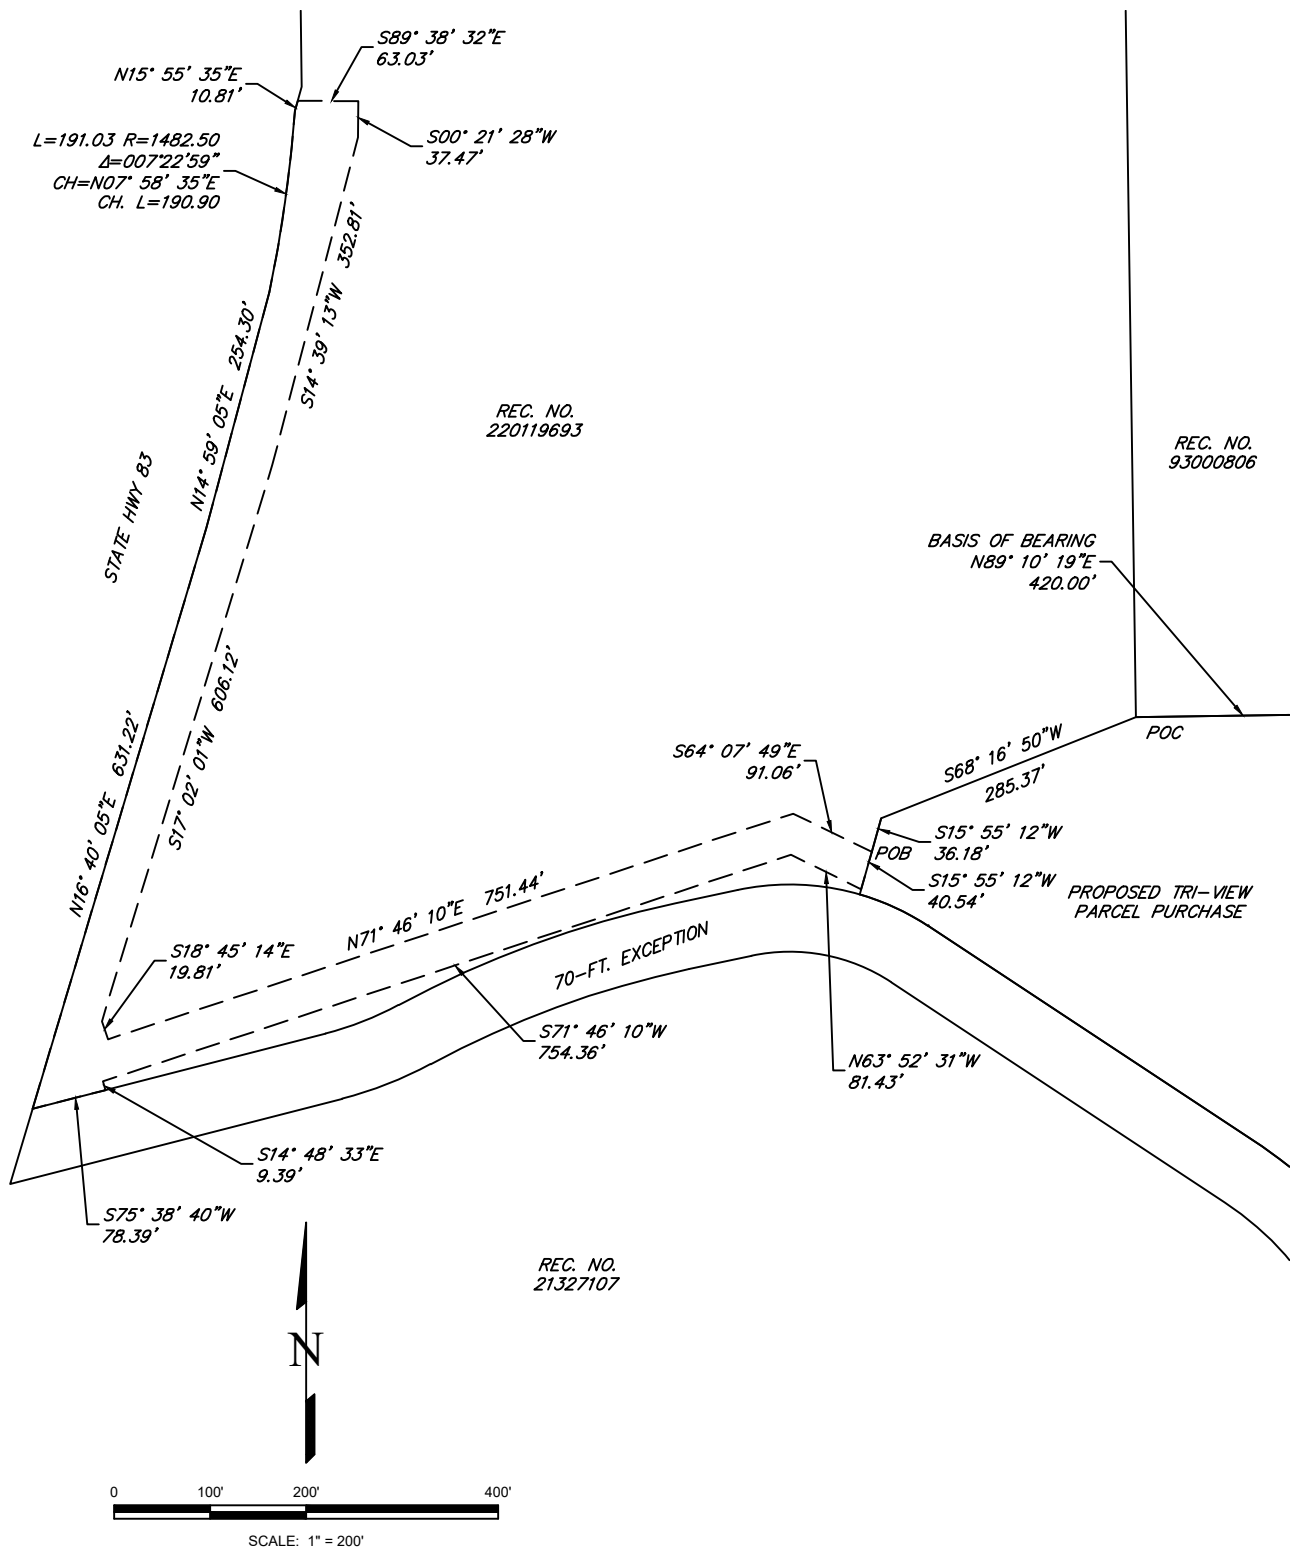 S89° 38' 32"E
63.03'
N15° 55' 35"E
10.81'
L=191.03 R=1482.50
Δ=007°22'59"
CH=N07° 58' 35"E
CH. L=190.90
S00° 21' 28"W
37.47'
S14° 39' 13"W 352.81'
N14° 59' 05"E 254.30'
REC. NO.
220119693
REC. NO.
93000806
STATE HWY 83
BASIS OF BEARING
N89° 10' 19"E
420.00'
POC
S17° 02' 01"W 606.12'
N16° 40' 05"E 631.22'
S68° 16' 50"W
285.37'
S64° 07' 49"E
91.06'
S15° 55' 12"W
36.18'
POB
S15° 55' 12"W
40.54'
PROPOSED TRI-VIEW
PARCEL PURCHASE
N71° 46' 10"E 751.44'
S18° 45' 14"E
19.81'
70-FT. EXCEPTION
S71° 46' 10"W
754.36'
N63° 52' 31"W
81.43'
S14° 48' 33"E
9.39'
S75° 38' 40"W
78.39'
REC. NO.
21327107
N
0 100' 200' 400'
SCALE: 1" = 200'